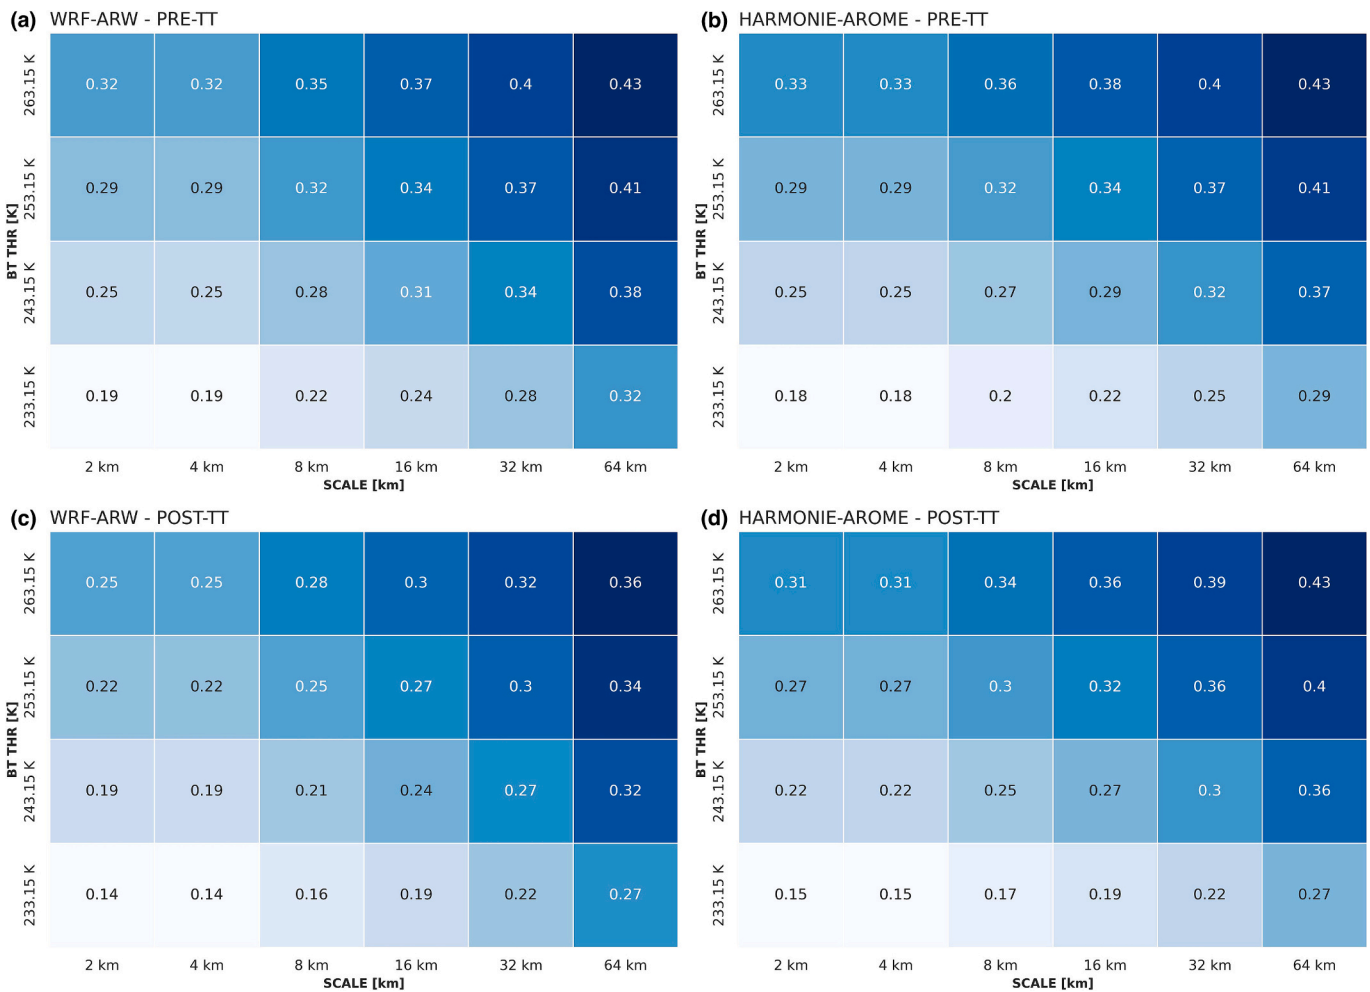 (a) WRF-ARW - PRE-TT
BT THR [K]
263.15 K
0.32 0.32 0.35 0.37 0.4 0.43
253.15 K
0.29 0.29 0.32 0.34 0.37 0.41
243.15 K
0.25 0.25 0.28 0.31 0.34 0.38
233.15 K
0.19 0.19 0.22 0.24 0.28 0.32
2 km 4 km 8 km 16 km 32 km 64 km
SCALE [km]
(b) HARMONIE-AROME - PRE-TT
BT THR [K]
263.15 K
0.33 0.33 0.36 0.38 0.4 0.43
253.15 K
0.29 0.29 0.32 0.34 0.37 0.41
243.15 K
0.25 0.25 0.27 0.29 0.32 0.37
233.15 K
0.18 0.18 0.2 0.22 0.25 0.29
2 km 4 km 8 km 16 km 32 km 64 km
SCALE [km]
(c) WRF-ARW - POST-TT
BT THR [K]
263.15 K
0.25 0.25 0.28 0.3 0.32 0.36
253.15 K
0.22 0.22 0.25 0.27 0.3 0.34
243.15 K
0.19 0.19 0.21 0.24 0.27 0.32
233.15 K
0.14 0.14 0.16 0.19 0.22 0.27
2 km 4 km 8 km 16 km 32 km 64 km
SCALE [km]
(d) HARMONIE-AROME - POST-TT
BT THR [K]
263.15 K
0.31 0.31 0.34 0.36 0.39 0.43
253.15 K
0.27 0.27 0.3 0.32 0.36 0.4
243.15 K
0.22 0.22 0.25 0.27 0.3 0.36
233.15 K
0.15 0.15 0.17 0.19 0.22 0.27
2 km 4 km 8 km 16 km 32 km 64 km
SCALE [km]